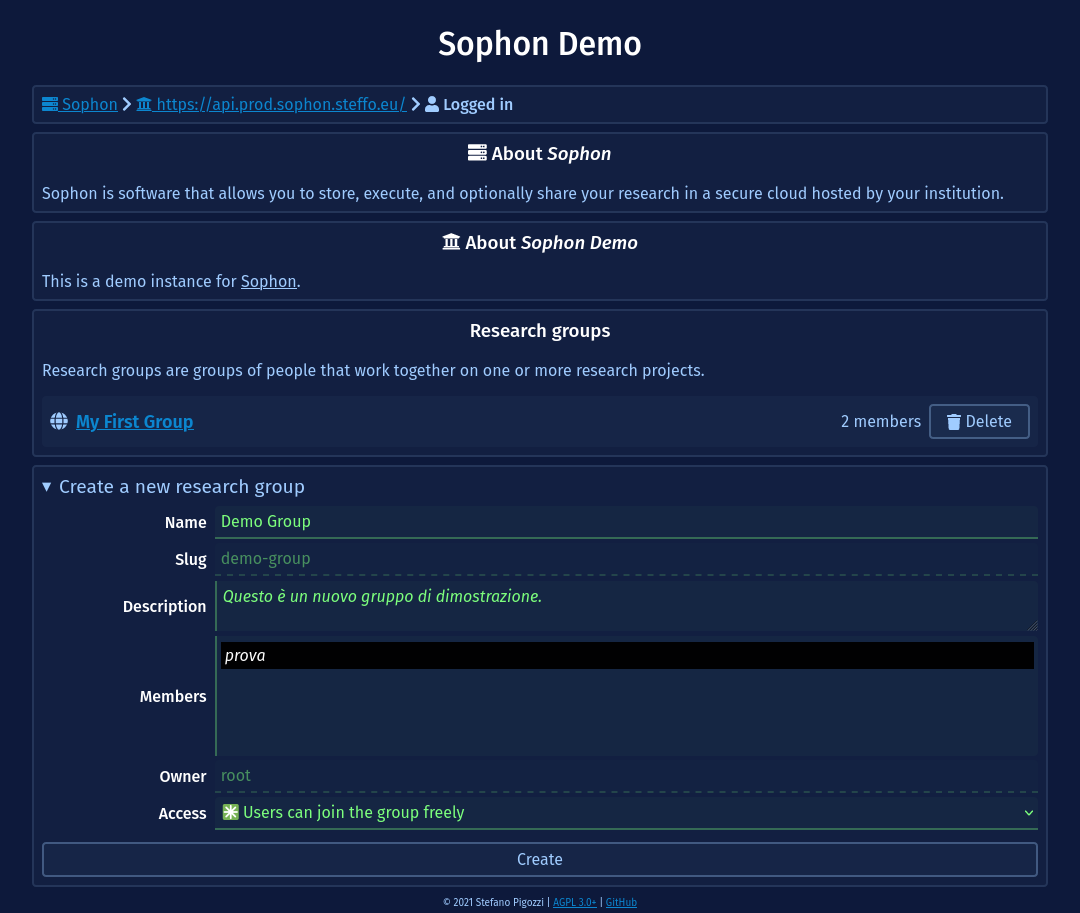 Sophon Demo
Sophon https://api.prod.sophon.steffo.eu/ Logged in
About Sophon
Sophon is software that allows you to store, execute, and optionally share your research in a secure cloud hosted by your institution.
About Sophon Demo
This is a demo instance for Sophon.
Research groups
Research groups are groups of people that work together on one or more research projects.
My First Group 2 members Delete
Create a new research group
Name Demo Group
Slug demo-group
Description Questo è un nuovo gruppo di dimostrazione.
Members prova
Owner root
Access Users can join the group freely
Create
© 2021 Stefano Pigozzi | AGPL 3.0+ | GitHub